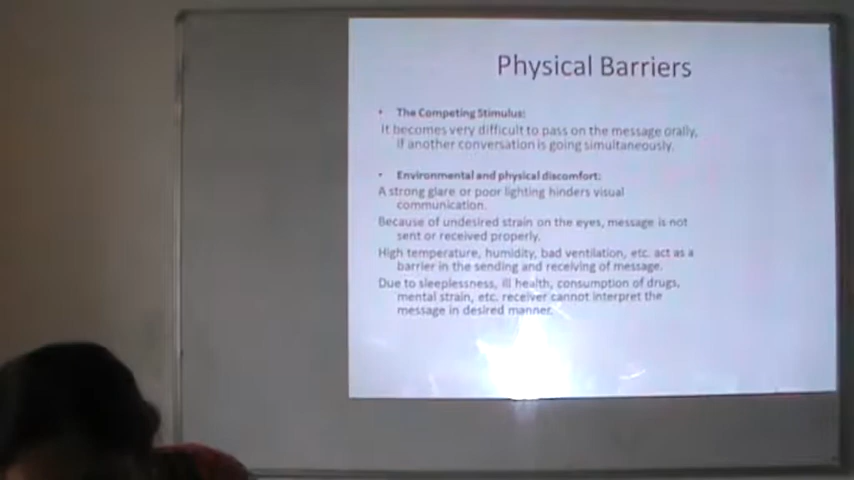 Physical Barriers
• The Competing Stimulus:
It becomes very difficult to pass on the message orally,
if another conversation is going simultaneously.
• Environmental and physical discomfort:
A strong glare or poor lighting hinders visual
communication.
Because of undesired strain on the eyes, message is not
sent or received properly.
High temperature, humidity, bad ventilation, etc. act as a
barrier in the sending and receiving of message.
Due to sleeplessness, ill health, consumption of drugs,
mental strain, etc. receiver cannot interpret the
message in desired manner.